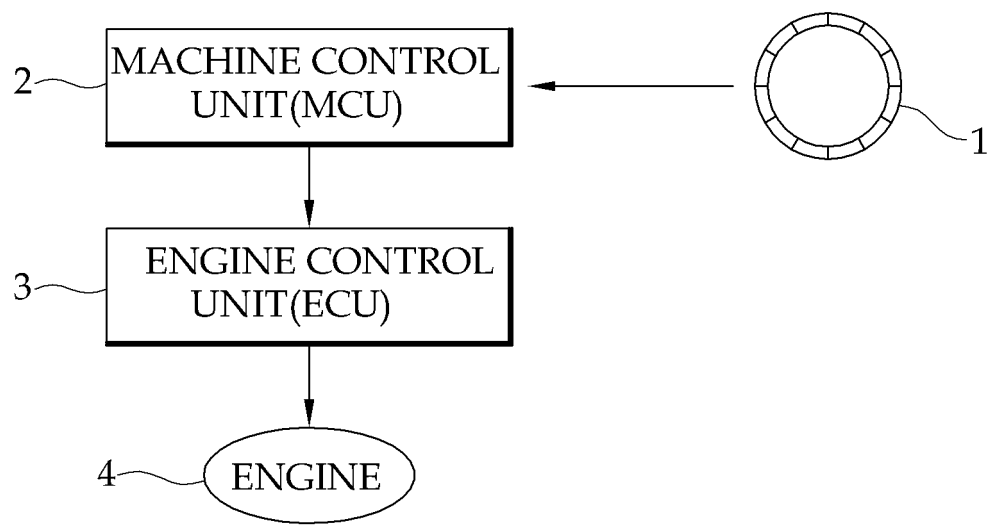 2
MACHINE CONTROL
UNIT(MCU)
1
3
ENGINE CONTROL
UNIT(ECU)
4
ENGINE